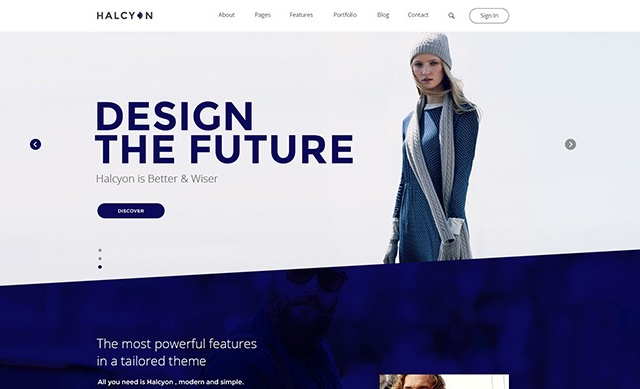 HALCYON
About Pages Features Portfolio Blog Contact Sign In
DESIGN
THE FUTURE
Halcyon is Better & Wiser
DISCOVER
The most powerful features
in a tailored theme
All you need is Halcyon , modern and simple.